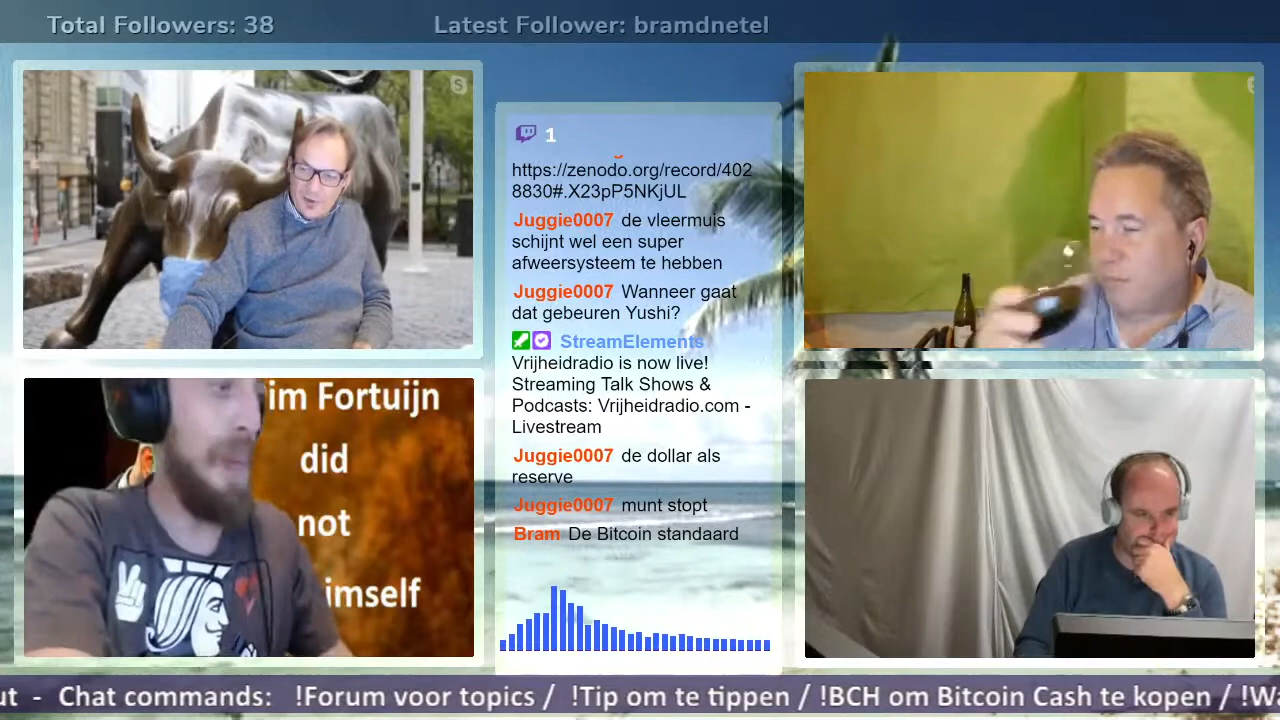 Total Followers: 38
Latest Follower: bramdnetel
1
https://zenodo.org/record/402
8830#.X23pP5NKjUL
Juggie0007 de vleermuis
schijnt wel een super
afweersysteem te hebben
Juggie0007 Wanneer gaat
dat gebeuren Yushi?
StreamElements
Vrijheidradio is now live!
Streaming Talk Shows &
Podcasts: Vrijheidradio.com -
Livestream
Juggie0007 de dollar als
reserve
Juggie0007 munt stopt
Bram De Bitcoin standaard
im Fortuijn
did
not
imself
ut - Chat commands: !Forum voor topics / !Tip om te tippen / !BCH om Bitcoin Cash te kopen / !Wa